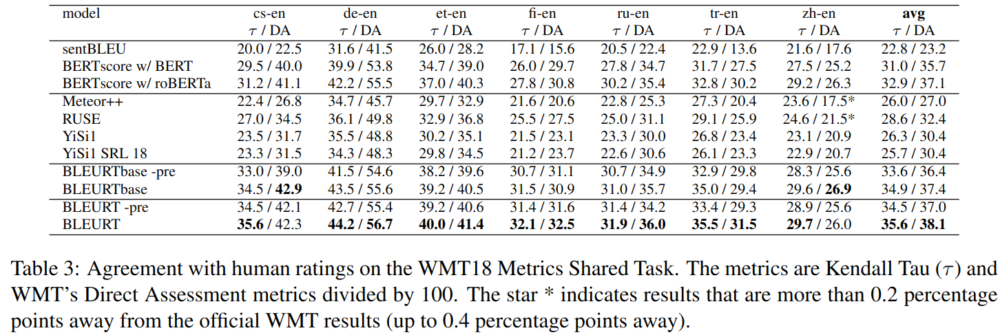 model cs-en de-en et-en fi-en ru-en tr-en zh-en avg
τ / DA τ / DA τ / DA τ / DA τ / DA τ / DA τ / DA τ / DA
sentBLEU 20.0 / 22.5 31.6 / 41.5 26.0 / 28.2 17.1 / 15.6 20.5 / 22.4 22.9 / 13.6 21.6 / 17.6 22.8 / 23.2
BERTscore w/ BERT 29.5 / 40.0 39.9 / 53.8 34.7 / 39.0 26.0 / 29.7 27.8 / 34.7 31.7 / 27.5 27.5 / 25.2 31.0 / 35.7
BERTscore w/ roBERTa 31.2 / 41.1 42.2 / 55.5 37.0 / 40.3 27.8 / 30.8 30.2 / 35.4 32.8 / 30.2 29.2 / 26.3 32.9 / 37.1
Meteor++ 22.4 / 26.8 34.7 / 45.7 29.7 / 32.9 21.6 / 20.6 22.8 / 25.3 27.3 / 20.4 23.6 / 17.5* 26.0 / 27.0
RUSE 27.0 / 34.5 36.1 / 49.8 32.9 / 36.8 25.5 / 27.5 25.0 / 31.1 29.1 / 25.9 24.6 / 21.5* 28.6 / 32.4
YiSi1 23.5 / 31.7 35.5 / 48.8 30.2 / 35.1 21.5 / 23.1 23.3 / 30.0 26.8 / 23.4 23.1 / 20.9 26.3 / 30.4
YiSi1 SRL 18 23.3 / 31.5 34.3 / 48.3 29.8 / 34.5 21.2 / 23.7 22.6 / 30.6 26.1 / 23.3 22.9 / 20.7 25.7 / 30.4
BLEURTbase -pre 33.0 / 39.0 41.5 / 54.6 38.2 / 39.6 30.7 / 31.1 30.7 / 34.9 32.9 / 29.8 28.3 / 25.6 33.6 / 36.4
BLEURTbase 34.5 / 42.9 43.5 / 55.6 39.2 / 40.5 31.5 / 30.9 31.0 / 35.7 35.0 / 29.4 29.6 / 26.9 34.9 / 37.4
BLEURT -pre 34.5 / 42.1 42.7 / 55.4 39.2 / 40.6 31.4 / 31.6 31.4 / 34.2 33.4 / 29.3 28.9 / 25.6 34.5 / 37.0
BLEURT 35.6 / 42.3 44.2 / 56.7 40.0 / 41.4 32.1 / 32.5 31.9 / 36.0 35.5 / 31.5 29.7 / 26.0 35.6 / 38.1
Table 3: Agreement with human ratings on the WMT18 Metrics Shared Task. The metrics are Kendall Tau (τ) and
WMT's Direct Assessment metrics divided by 100. The star * indicates results that are more than 0.2 percentage
points away from the official WMT results (up to 0.4 percentage points away).